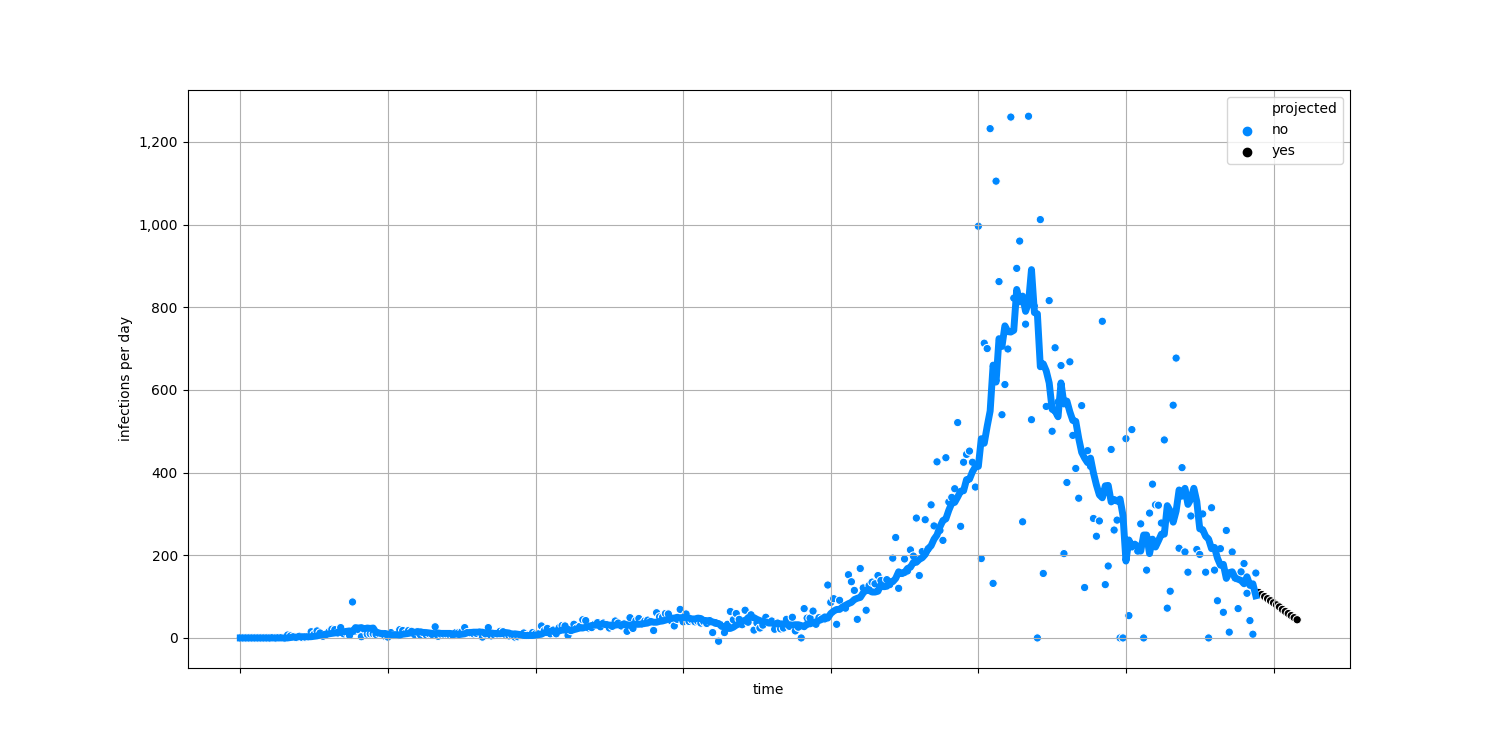 projected
no
yes
1,200
1,000
800
600
400
200
0
infections per day
time